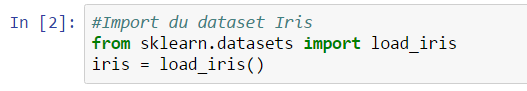 In [2]: #Import du dataset Iris
from sklearn.datasets import load_iris
iris = load_iris()